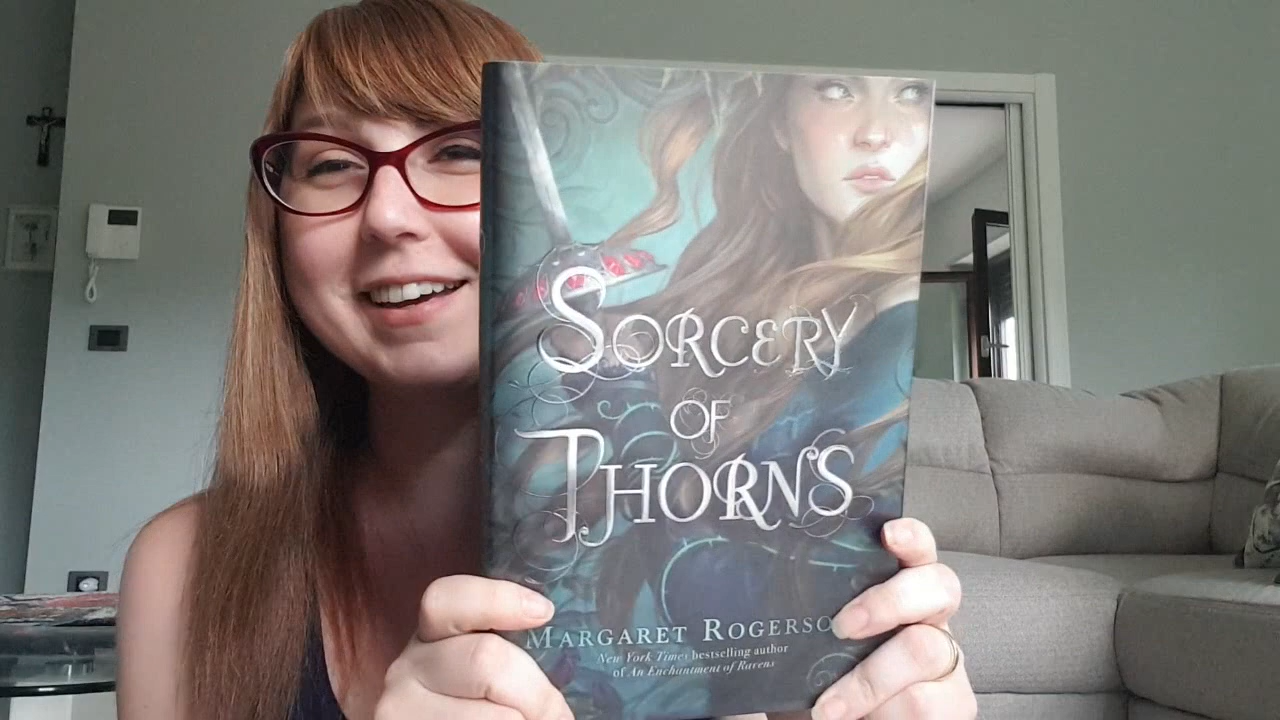 SORCERY
OF
THORNS
MARGARET ROGERSO
New York Times bestselling author
of An Enchantment of Ravens